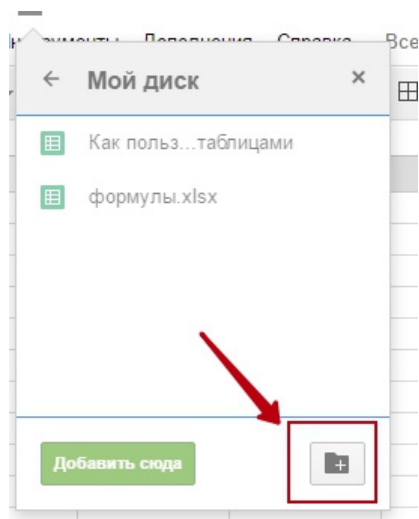 Дополнения Справка Все
Мой диск
Как польз...таблицами
формулы.xlsx
Добавить сюда